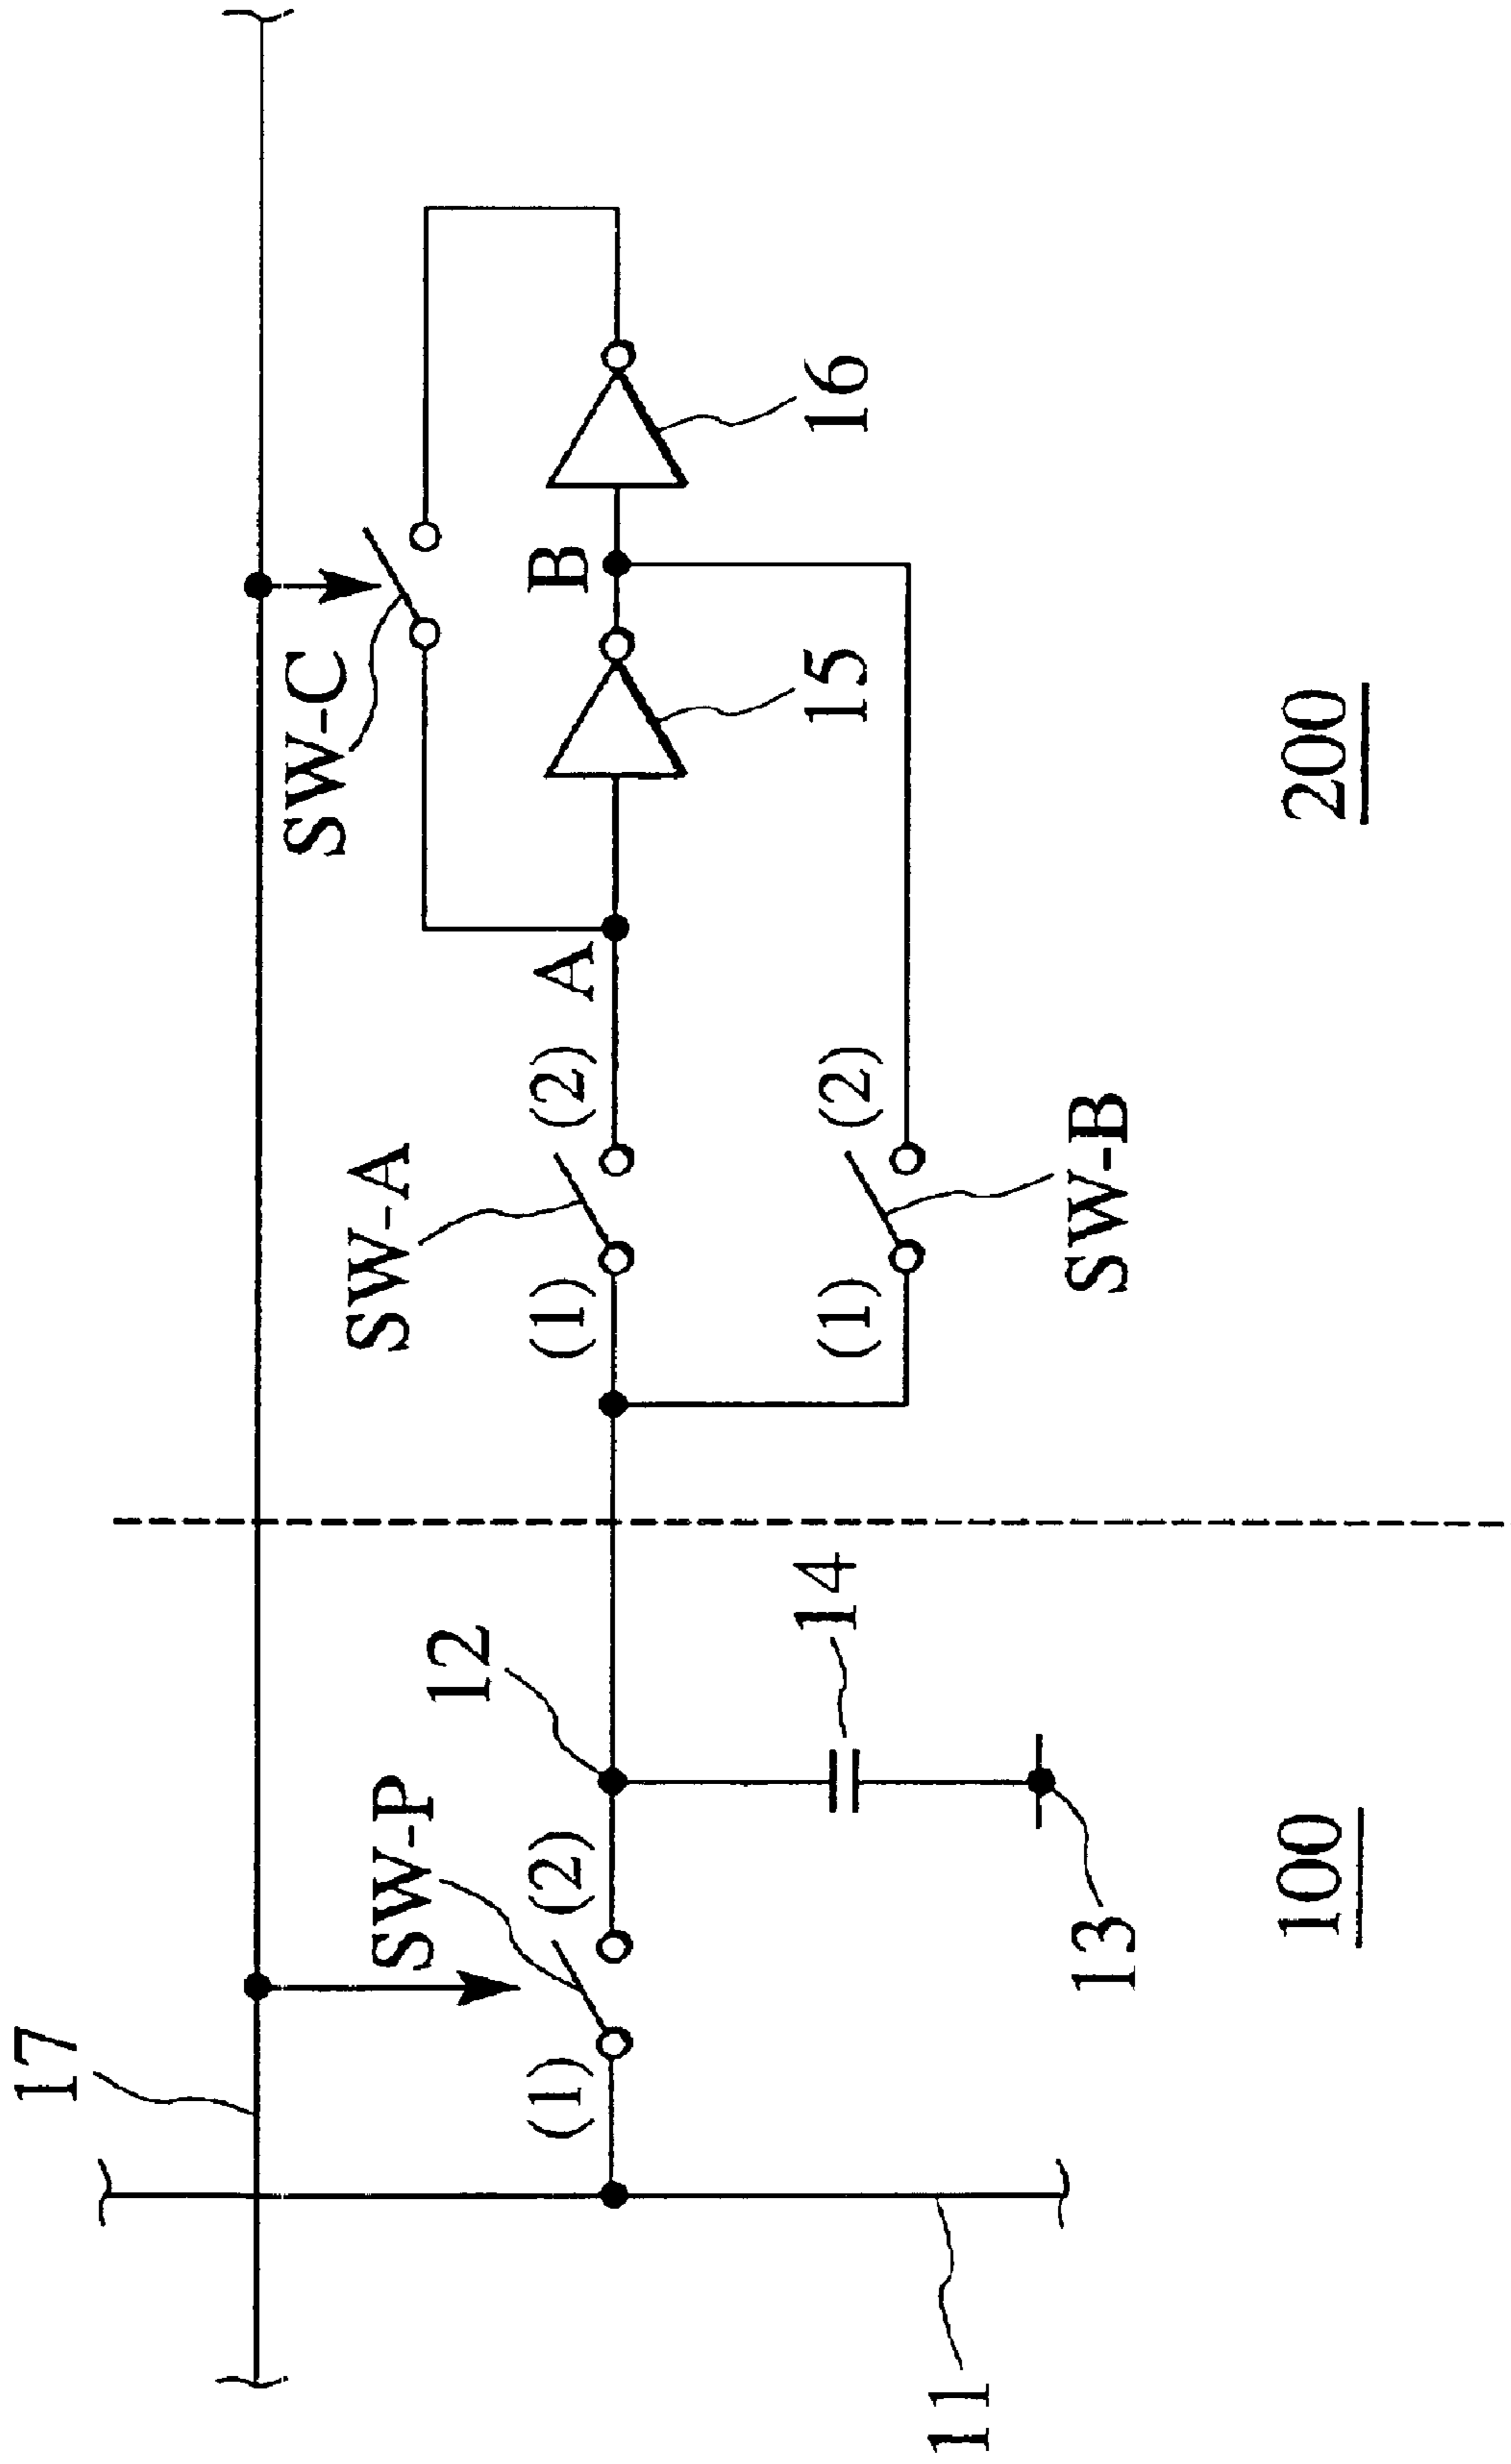 17
SW-P
(1)
(2)
12
14
13
11
100
SW-A
(1)
(2)
A
SW-B
(1)
(2)
SW-C
B
15
16
200